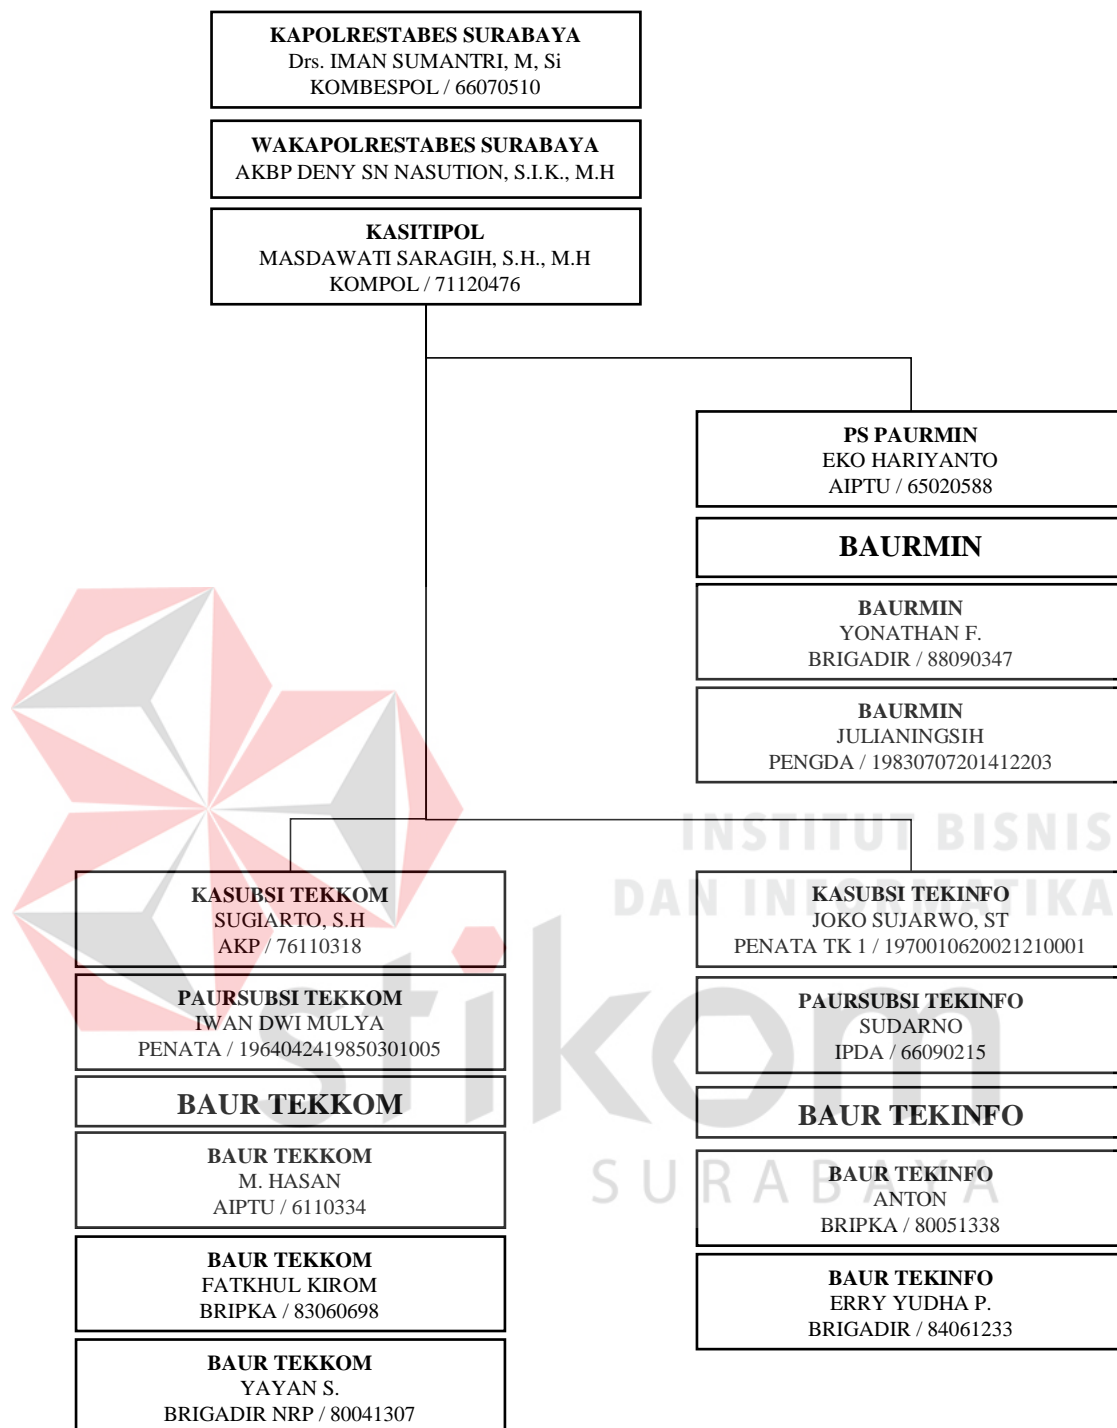 KAPOLRESTABES SURABAYA
Drs. IMAN SUMANTRI, M, Si
KOMBESPOL / 66070510
WAKAPOLRESTABES SURABAYA
AKBP DENY SN NASUTION, S.I.K., M.H
KASITIPOL
MASDAWATI SARAGIH, S.H., M.H
KOMPOL / 71120476
PS PAURMIN
EKO HARIYANTO
AIPTU / 65020588
BAURMIN
BAURMIN
YONATHAN F.
BRIGADIR / 88090347
BAURMIN
JULIANINGSIH
PENGDA / 19830707201412203
KASUBSI TEKKOM
SUGIARTO, S.H
AKP / 76110318
PAURSUBSI TEKKOM
IWAN DWI MULYA
PENATA / 1964042419850301005
BAUR TEKKOM
BAUR TEKKOM
M. HASAN
AIPTU / 6110334
BAUR TEKKOM
FATKHUL KIROM
BRIPKA / 83060698
BAUR TEKKOM
YAYAN S.
BRIGADIR NRP / 80041307
KASUBSI TEKINFO
JOKO SUJARWO, ST
PENATA TK 1 / 1970010620021210001
PAURSUBSI TEKINFO
SUDARNO
IPDA / 66090215
BAUR TEKINFO
BAUR TEKINFO
ANTON
BRIPKA / 80051338
BAUR TEKINFO
ERRY YUDHA P.
BRIGADIR / 84061233
INSTITUT BISNIS
DAN INFORMATIKA
stikom
SURABAYA